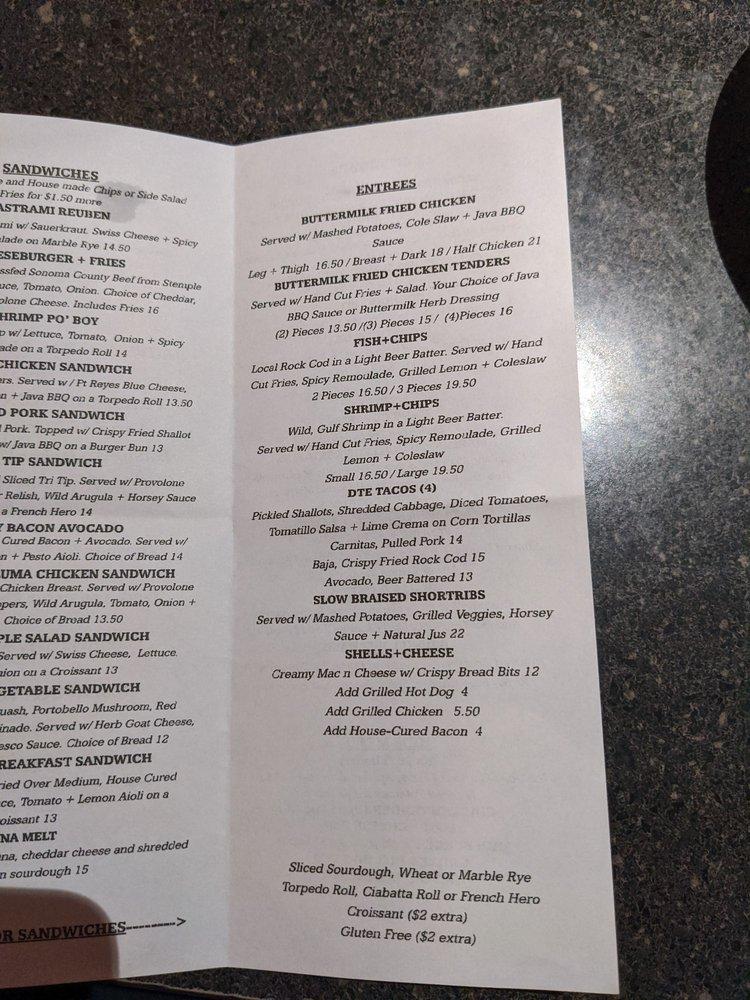 SANDWICHES
e and House made Chips or Side Salad
Fries for $1.50 more
ASTRAMI REUBEN
mi w/ Sauerkraut. Swiss Cheese + Spicy
lade on Marble Rye 14.50
ESEBURGER + FRIES
ssfed Sonoma County Beef from Stemple
uce, Tomato, Onion. Choice of Cheddar,
olone Cheese. Includes Fries 16
HRIMP PO' BOY
p w/ Lettuce, Tomato, Onion + Spicy
ade on a Torpedo Roll 14
CHICKEN SANDWICH
ers. Served w/ Pt Reyes Blue Cheese,
n + Java BBQ on a Torpedo Roll 13.50
D PORK SANDWICH
Pork. Topped w/ Crispy Fried Shallot
w/ Java BBQ on a Burger Bun 13
TIP SANDWICH
Sliced Tri Tip. Served w/ Provolone
r Relish, Wild Arugula + Horsey Sauce
a French Hero 14
Y BACON AVOCADO
Cured Bacon + Avocado. Served w/
n + Pesto Aioli. Choice of Bread 14
UMA CHICKEN SANDWICH
Chicken Breast. Served w/ Provolone
ppers, Wild Arugula, Tomato, Onion +
Choice of Bread 13.50
PLE SALAD SANDWICH
Served w/ Swiss Cheese, Lettuce.
nion on a Croissant 13
GETABLE SANDWICH
uash, Portobello Mushroom, Red
inade. Served w/ Herb Goat Cheese,
esco Sauce. Choice of Bread 12
REAKFAST SANDWICH
ried Over Medium, House Cured
ce, Tomato + Lemon Aioli on a
roissant 13
NA MELT
na, cheddar cheese and shredded
n sourdough 15
OR SANDWICHES--------->
ENTREES
BUTTERMILK FRIED CHICKEN
Served w/ Mashed Potatoes, Cole Slaw + Java BBQ
Sauce
Leg + Thigh 16.50 / Breast + Dark 18 / Half Chicken 21
BUTTERMILK FRIED CHICKEN TENDERS
Served w/ Hand Cut Fries + Salad. Your Choice of Java
BBQ Sauce or Buttermilk Herb Dressing
(2) Pieces 13.50 /(3) Pieces 15 / (4)Pieces 16
FISH+CHIPS
Local Rock Cod in a Light Beer Batter. Served w/ Hand
Cut Fries, Spicy Remoulade, Grilled Lemon + Coleslaw
2 Pieces 16.50 / 3 Pieces 19.50
SHRIMP+CHIPS
Wild, Gulf Shrimp in a Light Beer Batter.
Served w/ Hand Cut Fries, Spicy Remoulade, Grilled
Lemon + Coleslaw
Small 16.50 / Large 19.50
DTE TACOS (4)
Pickled Shallots, Shredded Cabbage, Diced Tomatoes,
Tomatillo Salsa + Lime Crema on Corn Tortillas
Carnitas, Pulled Pork 14
Baja, Crispy Fried Rock Cod 15
Avocado, Beer Battered 13
SLOW BRAISED SHORTRIBS
Served w/ Mashed Potatoes, Grilled Veggies, Horsey
Sauce + Natural Jus 22
SHELLS+CHEESE
Creamy Mac n Cheese w/ Crispy Bread Bits 12
Add Grilled Hot Dog 4
Add Grilled Chicken 5.50
Add House-Cured Bacon 4
Sliced Sourdough, Wheat or Marble Rye
Torpedo Roll, Ciabatta Roll or French Hero
Croissant ($2 extra)
Gluten Free ($2 extra)